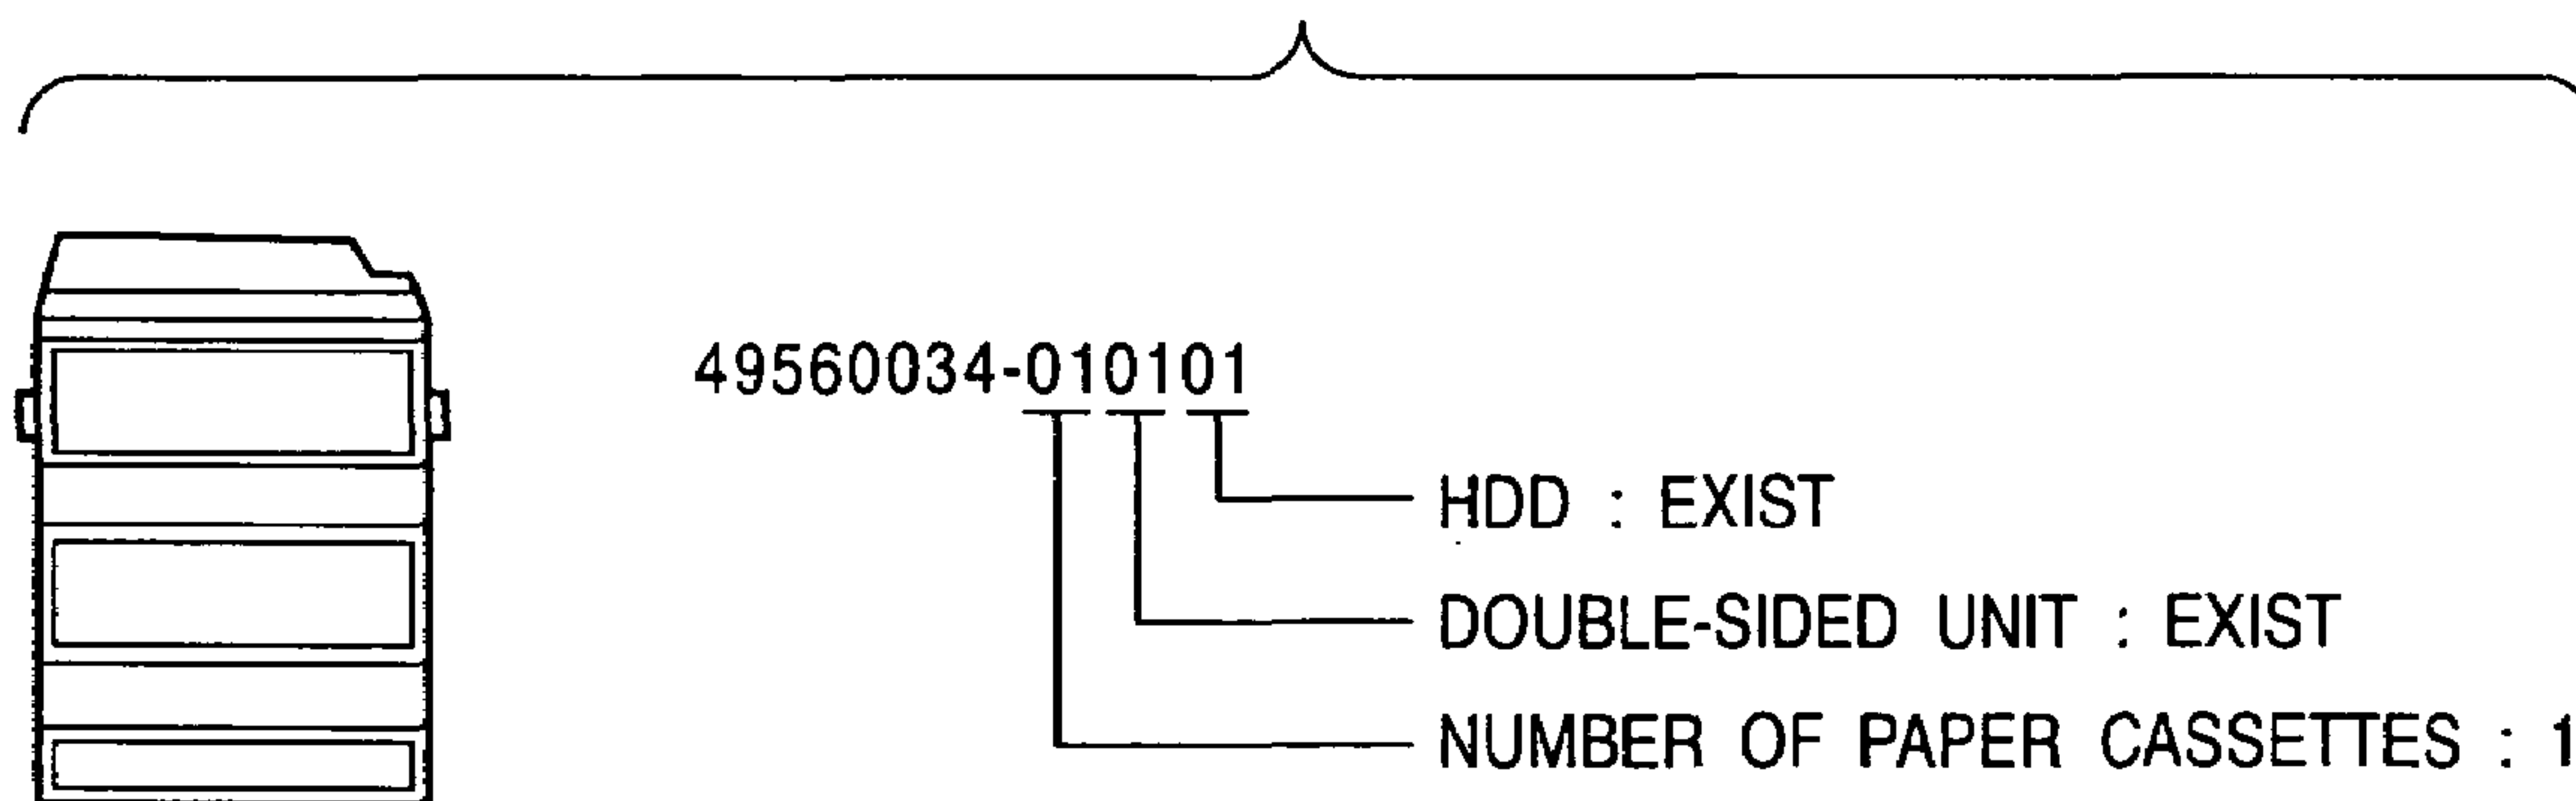 49560034-010101
HDD : EXIST
DOUBLE-SIDED UNIT : EXIST
NUMBER OF PAPER CASSETTES : 1